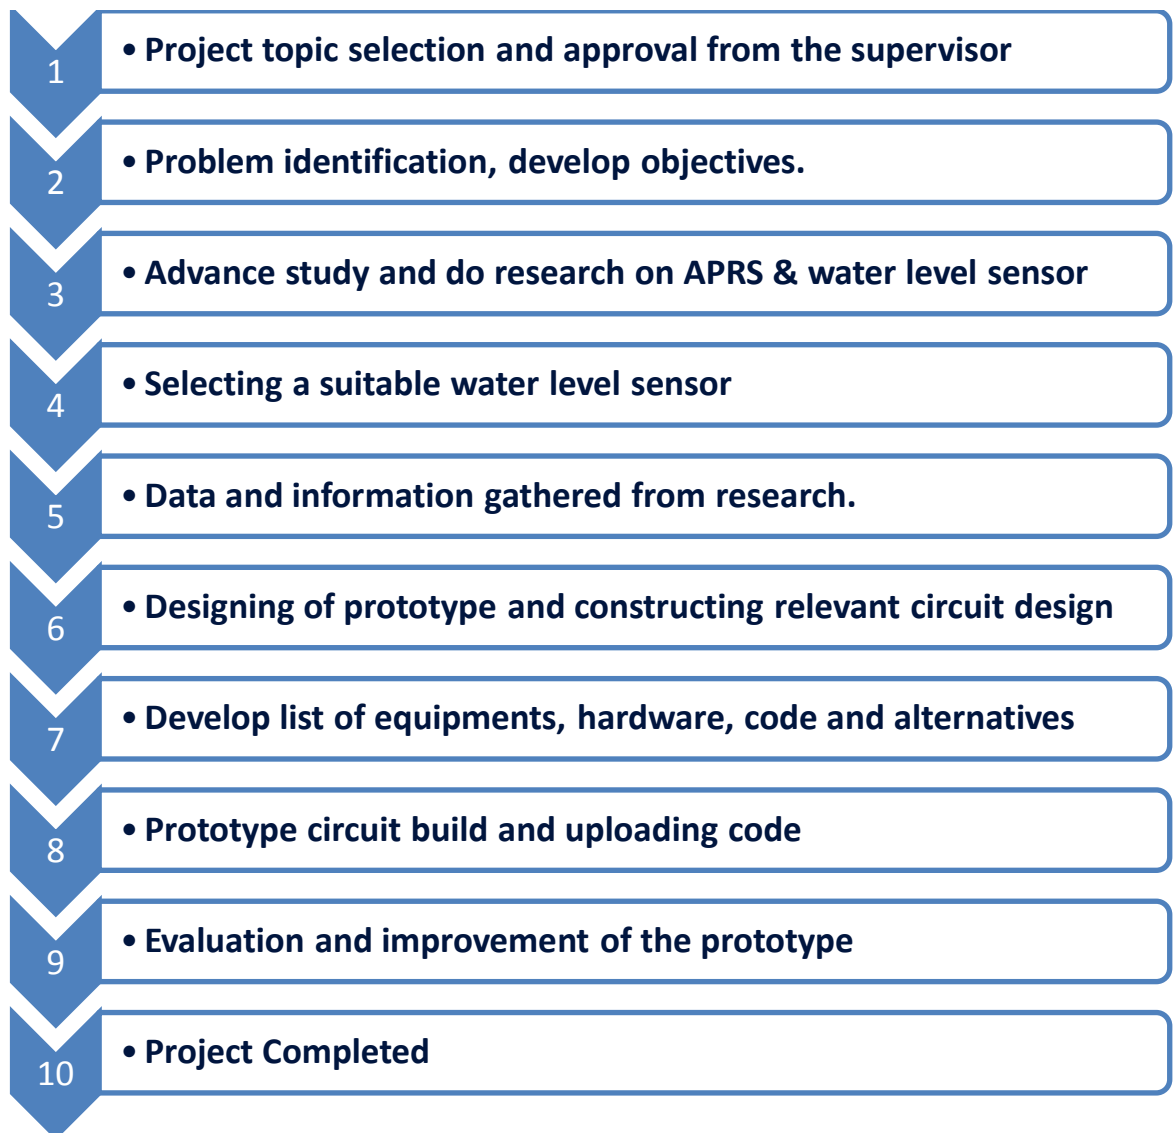 1
• Project topic selection and approval from the supervisor
2
• Problem identification, develop objectives.
3
• Advance study and do research on APRS & water level sensor
4
• Selecting a suitable water level sensor
5
• Data and information gathered from research.
6
• Designing of prototype and constructing relevant circuit design
7
• Develop list of equipments, hardware, code and alternatives
8
• Prototype circuit build and uploading code
9
• Evaluation and improvement of the prototype
10
• Project Completed